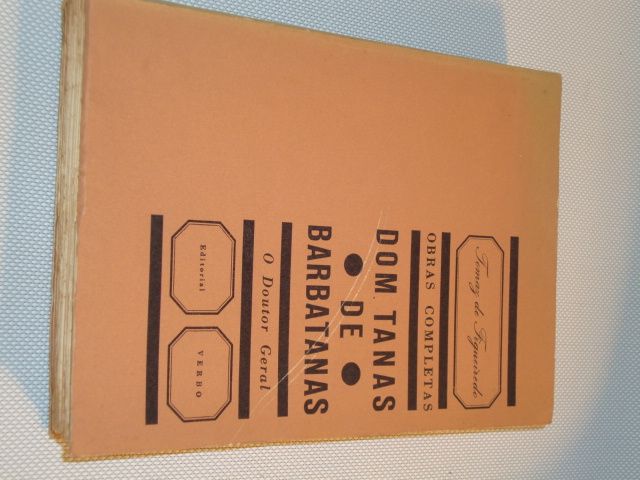 Tomaz de Figueiredo
OBRAS COMPLETAS
DOM TANAS
DE
BARBATANAS
O Doutor Geral
Editorial
VERBO